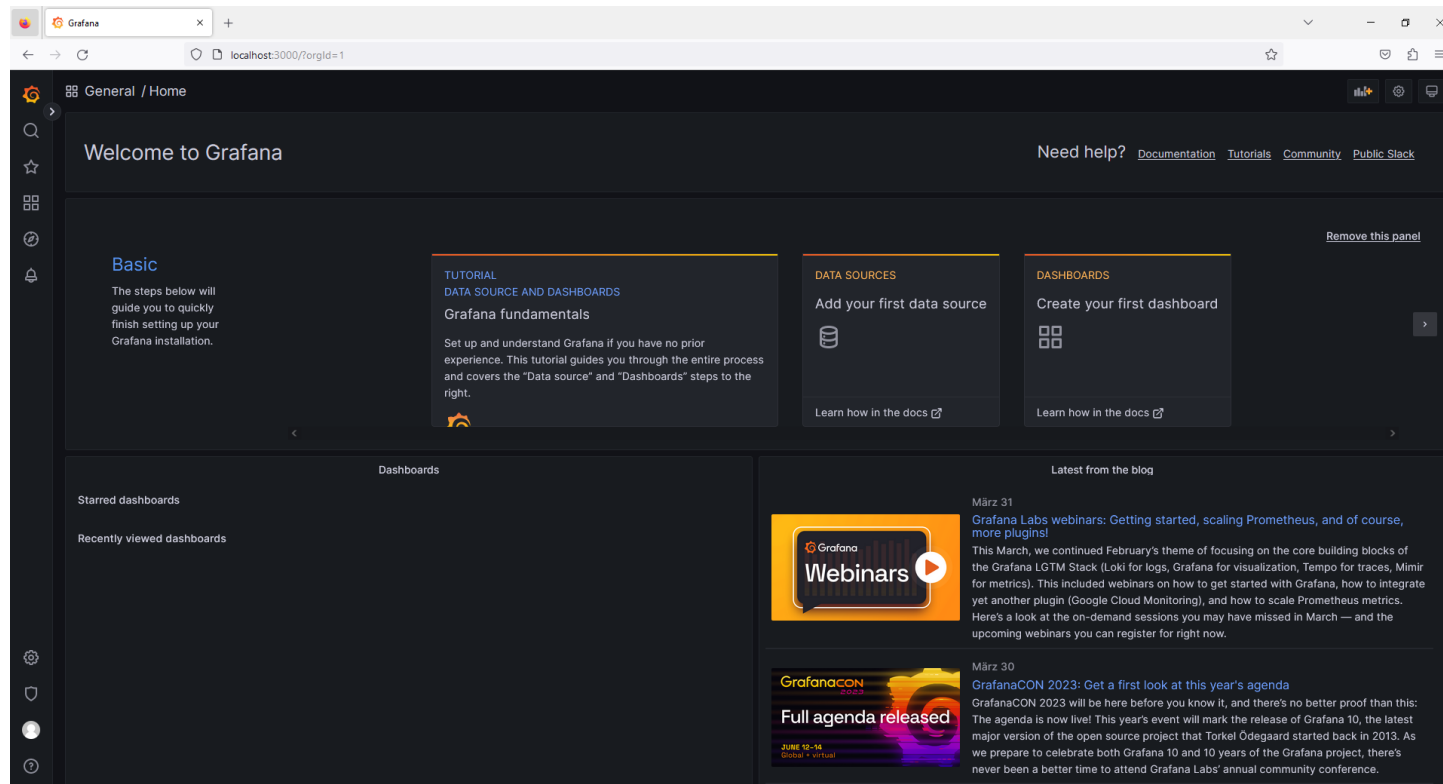 Grafana
localhost:3000/?orgId=1
General / Home
Welcome to Grafana
Need help? Documentation Tutorials Community Public Slack
Remove this panel
Basic
The steps below will
guide you to quickly
finish setting up your
Grafana installation.
TUTORIAL
DATA SOURCE AND DASHBOARDS
Grafana fundamentals
Set up and understand Grafana if you have no prior
experience. This tutorial guides you through the entire process
and covers the “Data source” and “Dashboards” steps to the
right.
DATA SOURCES
Add your first data source
Learn how in the docs
DASHBOARDS
Create your first dashboard
Learn how in the docs
Dashboards
Starred dashboards
Recently viewed dashboards
Latest from the blog
Grafana
Webinars
März 31
Grafana Labs webinars: Getting started, scaling Prometheus, and of course,
more plugins!
This March, we continued February’s theme of focusing on the core building blocks of
the Grafana LGTM Stack (Loki for logs, Grafana for visualization, Tempo for traces, Mimir
for metrics). This included webinars on how to get started with Grafana, how to integrate
yet another plugin (Google Cloud Monitoring), and how to scale Prometheus metrics.
Here’s a look at the on-demand sessions you may have missed in March — and the
upcoming webinars you can register for right now.
GrafanaCON
2023
Full agenda released
JUNE 12-14
Global + virtual
März 30
GrafanaCON 2023: Get a first look at this year's agenda
GrafanaCON 2023 will be here before you know it, and there’s no better proof than this:
The agenda is now live! This year’s event will mark the release of Grafana 10, the latest
major version of the open source project that Torkel Ödegaard started back in 2013. As
we prepare to celebrate both Grafana 10 and 10 years of the Grafana project, there’s
never been a better time to attend Grafana Labs’ annual community conference.